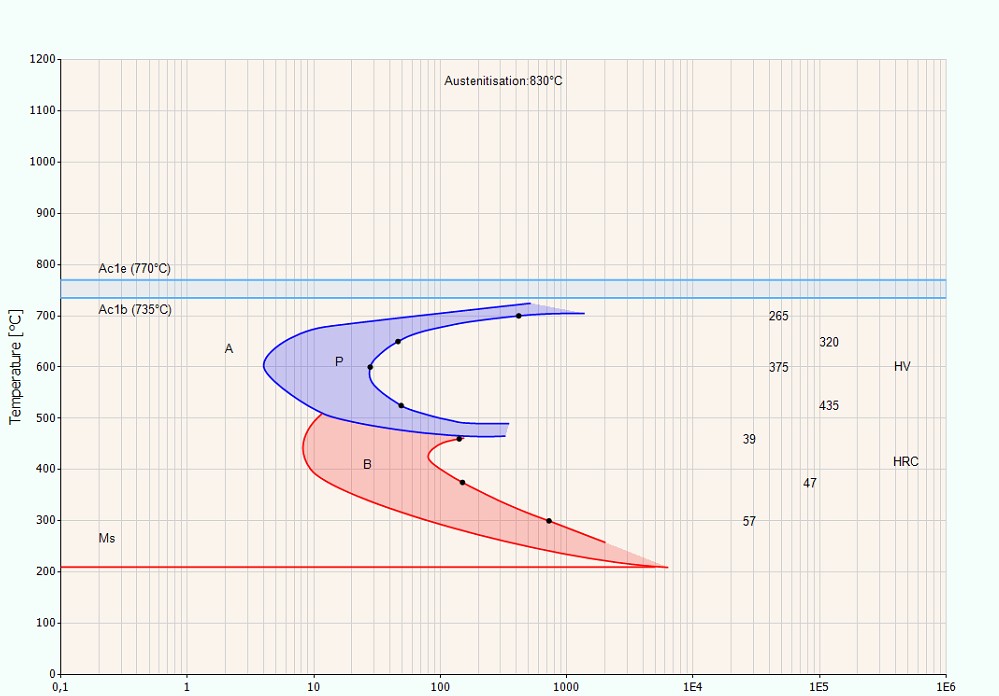 1200
Austenitisation:830°C
1100
1000
900
800
Ac1e (770°C)
Ac1b (735°C)
700
265
A
320
P
600
375
HV
500
435
39
B
HRC
400
47
300
57
Ms
200
100
0
0,1
1
10
100
1000
1E4
1E5
1E6
Temperature [°C]